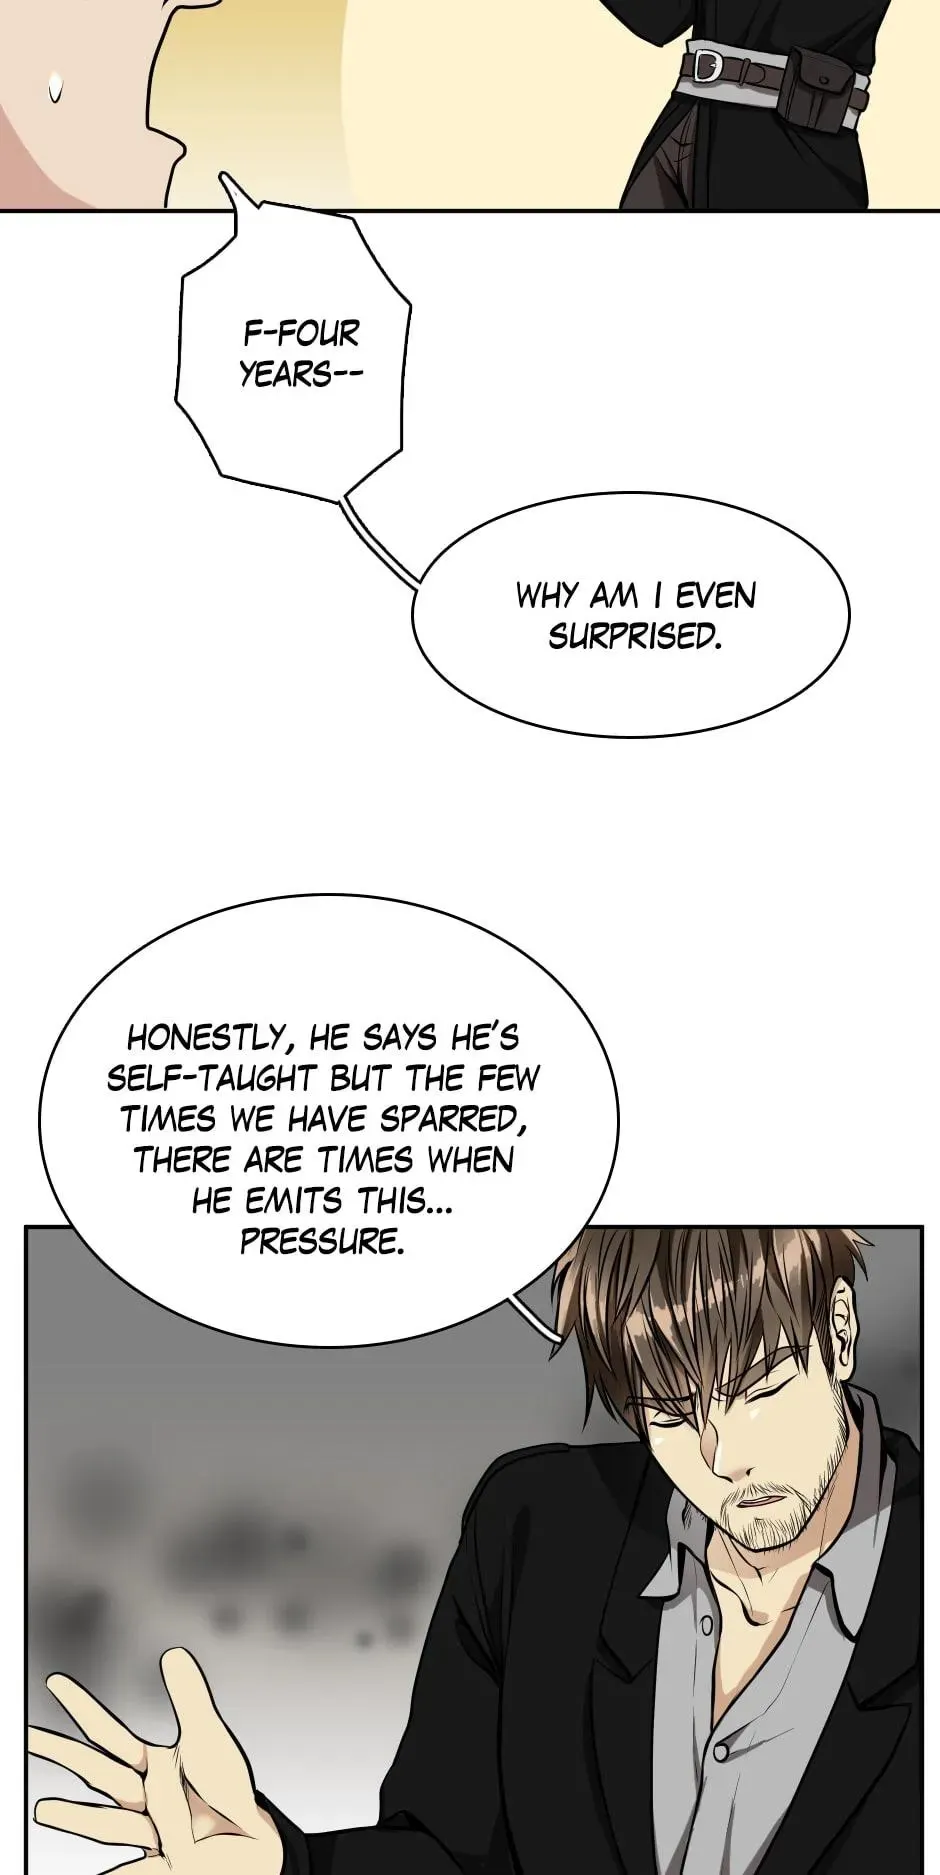 F-FOUR
YEARS--
WHY AM I EVEN
SURPRISED.
HONESTLY, HE SAYS HE'S
SELF-TAUGHT BUT THE FEW
TIMES WE HAVE SPARRED,
THERE ARE TIMES WHEN
HE EMITS THIS...
PRESSURE.